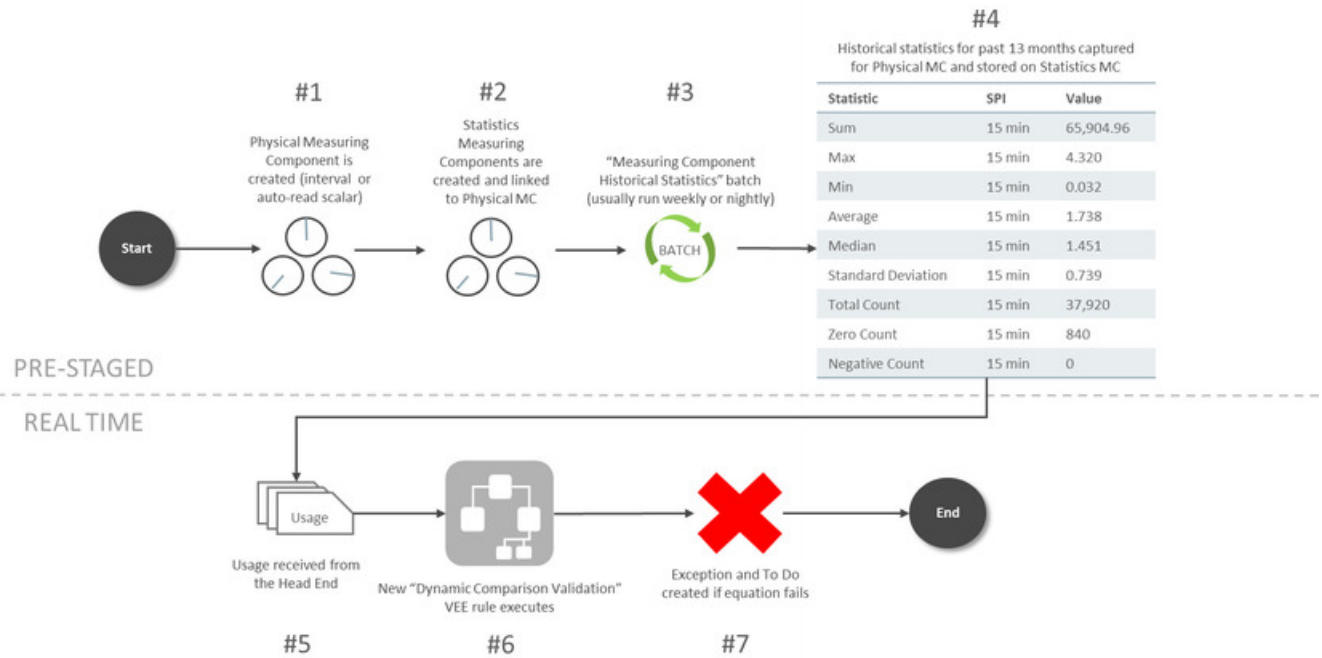 #4
Historical statistics for past 13 months captured
for Physical MC and stored on Statistics MC
#1
#2
#3
Statistic SPI Value
Sum 15 min 65,904.96
Max 15 min 4.320
Min 15 min 0.032
Average 15 min 1.738
Median 15 min 1.451
Standard Deviation 15 min 0.739
Total Count 15 min 37,920
Zero Count 15 min 840
Negative Count 15 min 0
Physical Measuring
Component is
created (interval or
auto-read scalar)
Statistics
Measuring
Components are
created and linked
to Physical MC
“Measuring Component
Historical Statistics” batch
(usually run weekly or nightly)
Start
BATCH
PRE-STAGED
REAL TIME
Usage
End
Usage received from
the Head End
New “Dynamic Comparison Validation”
VEE rule executes
Exception and To Do
created if equation fails
#5
#6
#7